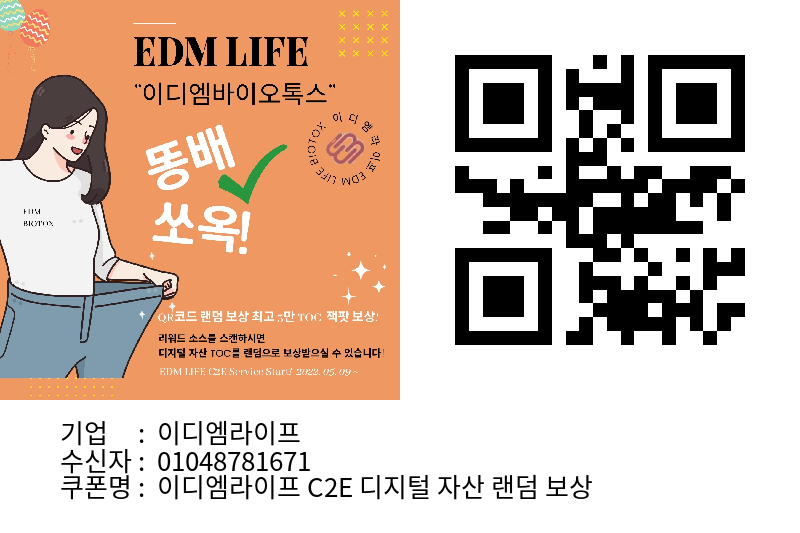 EDM LIFE
"이디엠바이오톡스"
이디엠라이프 EDM LIFE BIOTOX
똥배
쏘옥!
EDM
BIOTOX
QR코드 랜덤 보상 최고 5만 TOC 잭팟 보상!
리워드 소스를 스캔하시면
디지털 자산 TOC를 랜덤으로 보상받으실 수 있습니다!
EDM LIFE C2E Service Start! 2022. 05. 09 ~
기업 : 이디엠라이프
수신자 : 01048781671
쿠폰명 : 이디엠라이프 C2E 디지털 자산 랜덤 보상